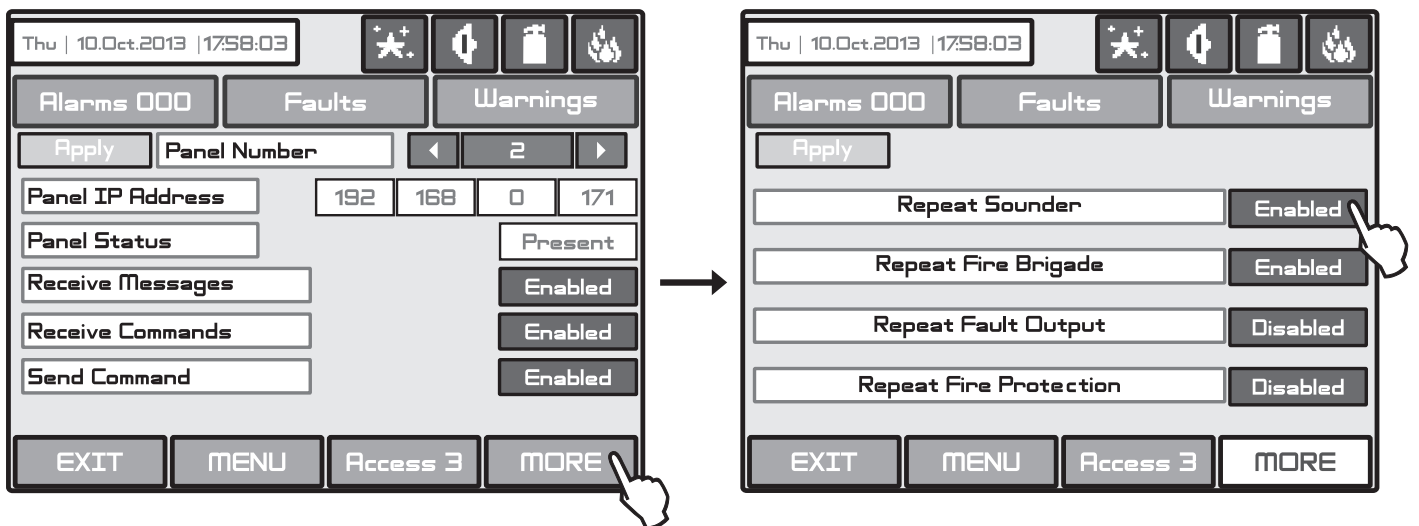 Thu | 10.Oct.2013 |17:58:03
Alarms 000 Faults Warnings
Apply Panel Number 2
Panel IP Address 192 168 0 171
Panel Status Present
Receive Messages Enabled
Receive Commands Enabled
Send Command Enabled
EXIT MENU Access 3 MORE
Thu | 10.Oct.2013 |17:58:03
Alarms 000 Faults Warnings
Apply
Repeat Sounder Enabled
Repeat Fire Brigade Enabled
Repeat Fault Output Disabled
Repeat Fire Protection Disabled
EXIT MENU Access 3 MORE